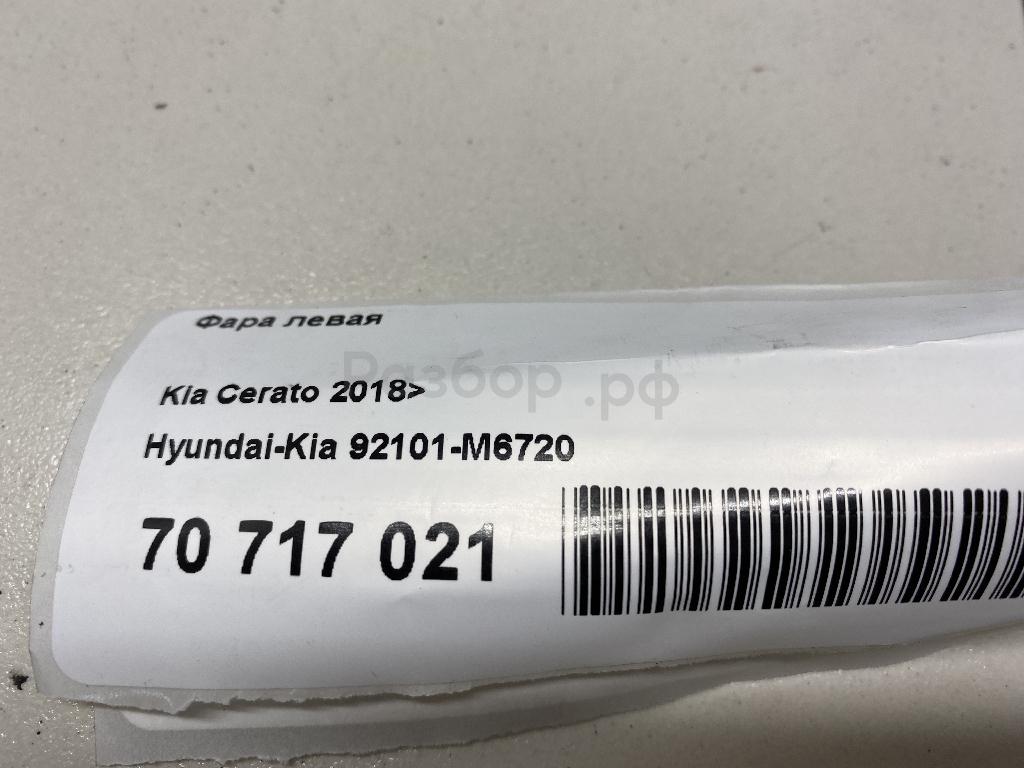 Фара левая
Разбор.рф
Kia Cerato 2018>
Hyundai-Kia 92101-M6720
70 717 021